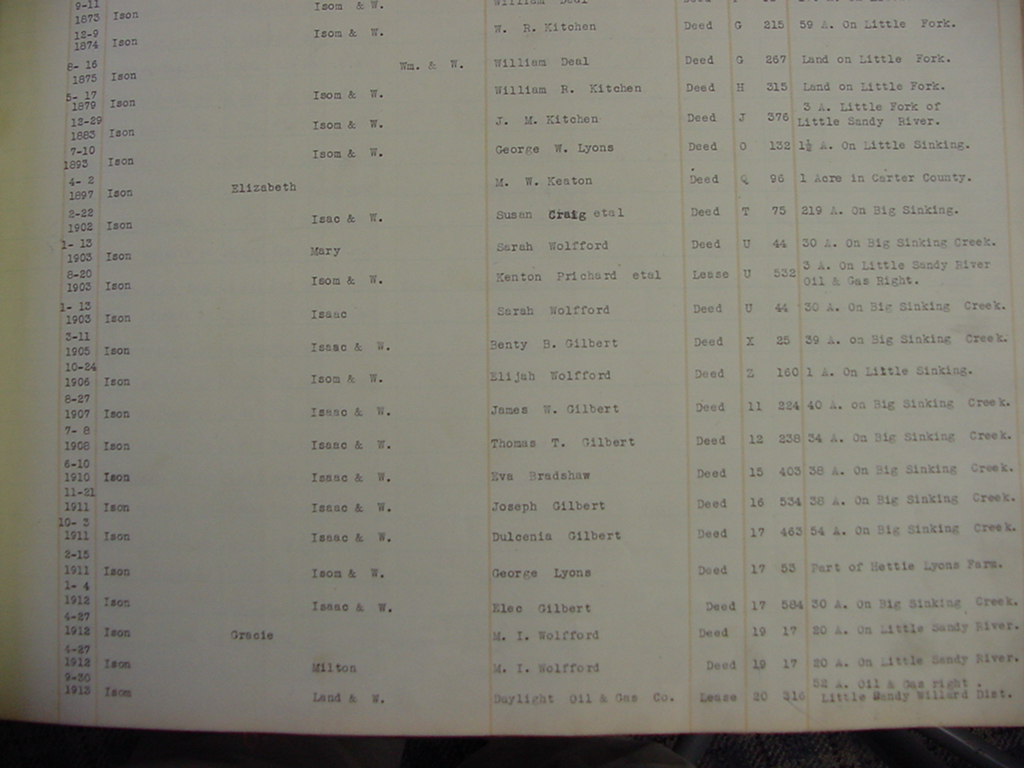 9-11
1873 Ison Isom & W. William Deal Deed
12-9
1874 Ison Isom & W. W. R. Kitchen Deed G 215 59 A. On Little Fork.
8- 16
1875 Ison Wm. & W. William Deal Deed G 267 Land on Little Fork.
5- 17
1879 Ison Isom & W. William R. Kitchen Deed H 315 Land on Little Fork.
12-29
1883 Ison Isom & W. J. M. Kitchen Deed J 376 3 A. Little Fork of
Little Sandy River.
7-10
1893 Ison Isom & W. George W. Lyons Deed O 132 1½ A. On Little Sinking.
4- 2
1897 Ison Elizabeth M. W. Keaton Deed Q 96 1 Acre in Carter County.
2-22
1902 Ison Isac & W. Susan Craig etal Deed T 75 219 A. On Big Sinking.
1- 13
1903 Ison Mary Sarah Wolfford Deed U 44 30 A. On Big Sinking Creek.
8-20
1903 Ison Isom & W. Kenton Prichard etal Lease U 532 3 A. On Little Sandy River
Oil & Gas Right.
1- 13
1903 Ison Isaac Sarah Wolfford Deed U 44 30 A. On Big Sinking Creek.
3-11
1905 Ison Isaac & W. Benty B. Gilbert Deed X 25 39 A. on Big Sinking Creek.
10-24
1906 Ison Isom & W. Elijah Wolfford Deed Z 160 1 A. On Little Sinking.
8-27
1907 Ison Isaac & W. James W. Gilbert Deed 11 224 40 A. on Big Sinking Creek.
7- 8
1908 Ison Isaac & W. Thomas T. Gilbert Deed 12 238 34 A. On Big Sinking Creek.
6-10
1910 Ison Isaac & W. Eva Bradshaw Deed 15 403 38 A. On Big Sinking Creek.
11-21
1911 Ison Isaac & W. Joseph Gilbert Deed 16 534 38 A. On Big Sinking Creek.
10- 3
1911 Ison Isaac & W. Dulcenia Gilbert Deed 17 463 54 A. On Big Sinking Creek.
2-15
1911 Ison Isom & W. George Lyons Deed 17 53 Part of Hettie Lyons Farm.
1- 4
1912 Ison Isaac & W. Elec Gilbert Deed 17 584 30 A. On Big Sinking Creek.
4-27
1912 Ison Gracie M. I. Wolfford Deed 19 17 20 A. On Little Sandy River.
4-27
1912 Ison Milton M. I. Wolfford Deed 19 17 20 A. On Little Sandy River.
9-30
1913 Isom Land & W. Daylight Oil & Gas Co. Lease 20 316 52 A. Oil & Gas right .
Little Sandy Willard Dist.